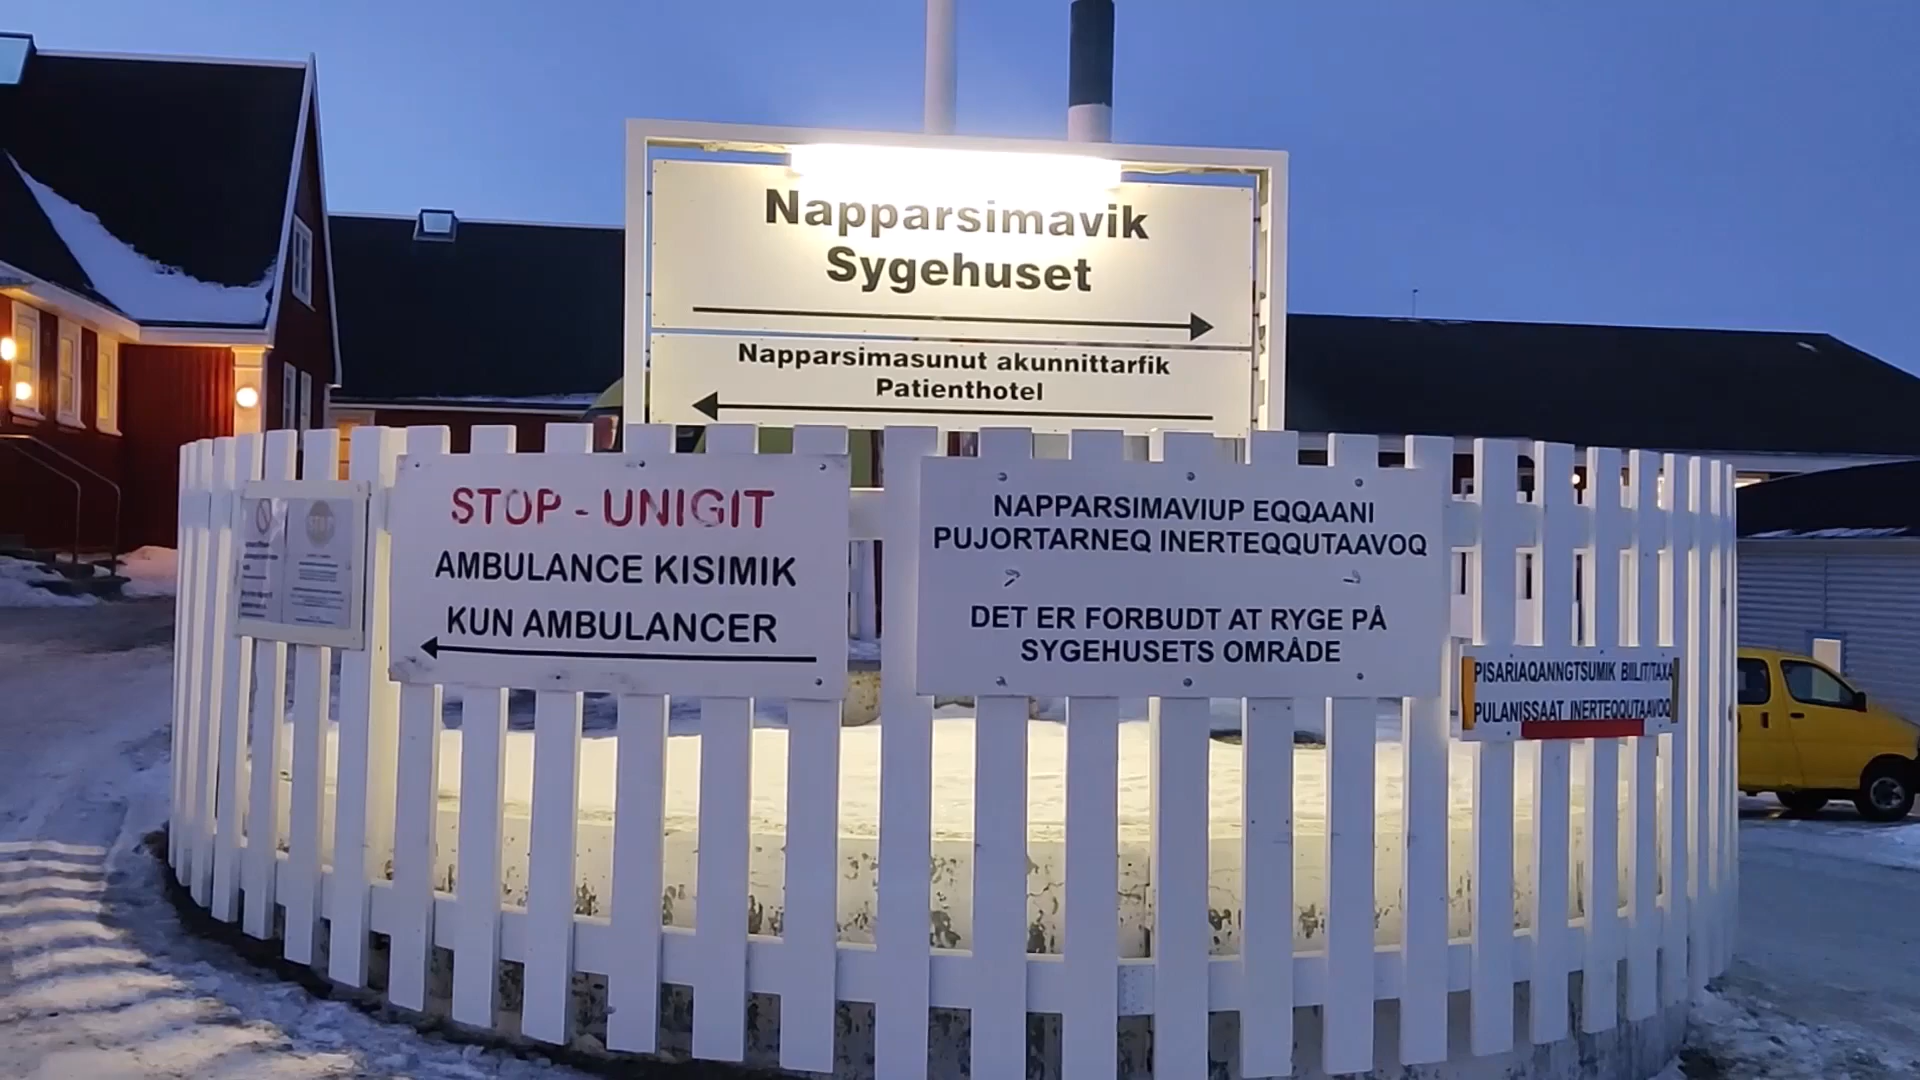 Napparsimavik
Sygehuset
Napparsimasunut akunnittarfik
Patienthotel
STOP - UNIGIT
AMBULANCE KISIMIK
KUN AMBULANCER
NAPPARSIMAVIUP EQQAANI
PUJORTARNEQ INERTEQQUTAAVOQ
DET ER FORBUDT AT RYGE PÅ
SYGEHUSETS OMRÅDE
PISARIAQANNGTSUMIK BIILIT/TAXA
PULANISSAAT INERTEQQUTAAVOQ